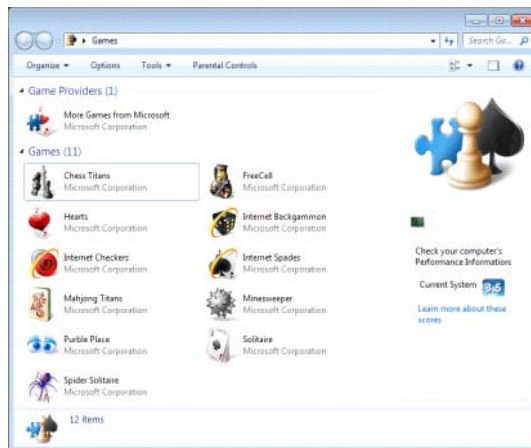 Games
Search Ga...
Organize
Options
Tools
Parental Controls
Game Providers (1)
More Games from Microsoft
Microsoft Corporation
Games (11)
Chess Titans
Microsoft Corporation
FreeCell
Microsoft Corporation
Hearts
Microsoft Corporation
Internet Backgammon
Microsoft Corporation
Internet Checkers
Microsoft Corporation
Internet Spades
Microsoft Corporation
Mahjong Titans
Microsoft Corporation
Minesweeper
Microsoft Corporation
Purble Place
Microsoft Corporation
Solitaire
Microsoft Corporation
Spider Solitaire
Microsoft Corporation
Check your computer's
Performance Information:
Current System 3,6
Learn more about these
scores
12 items